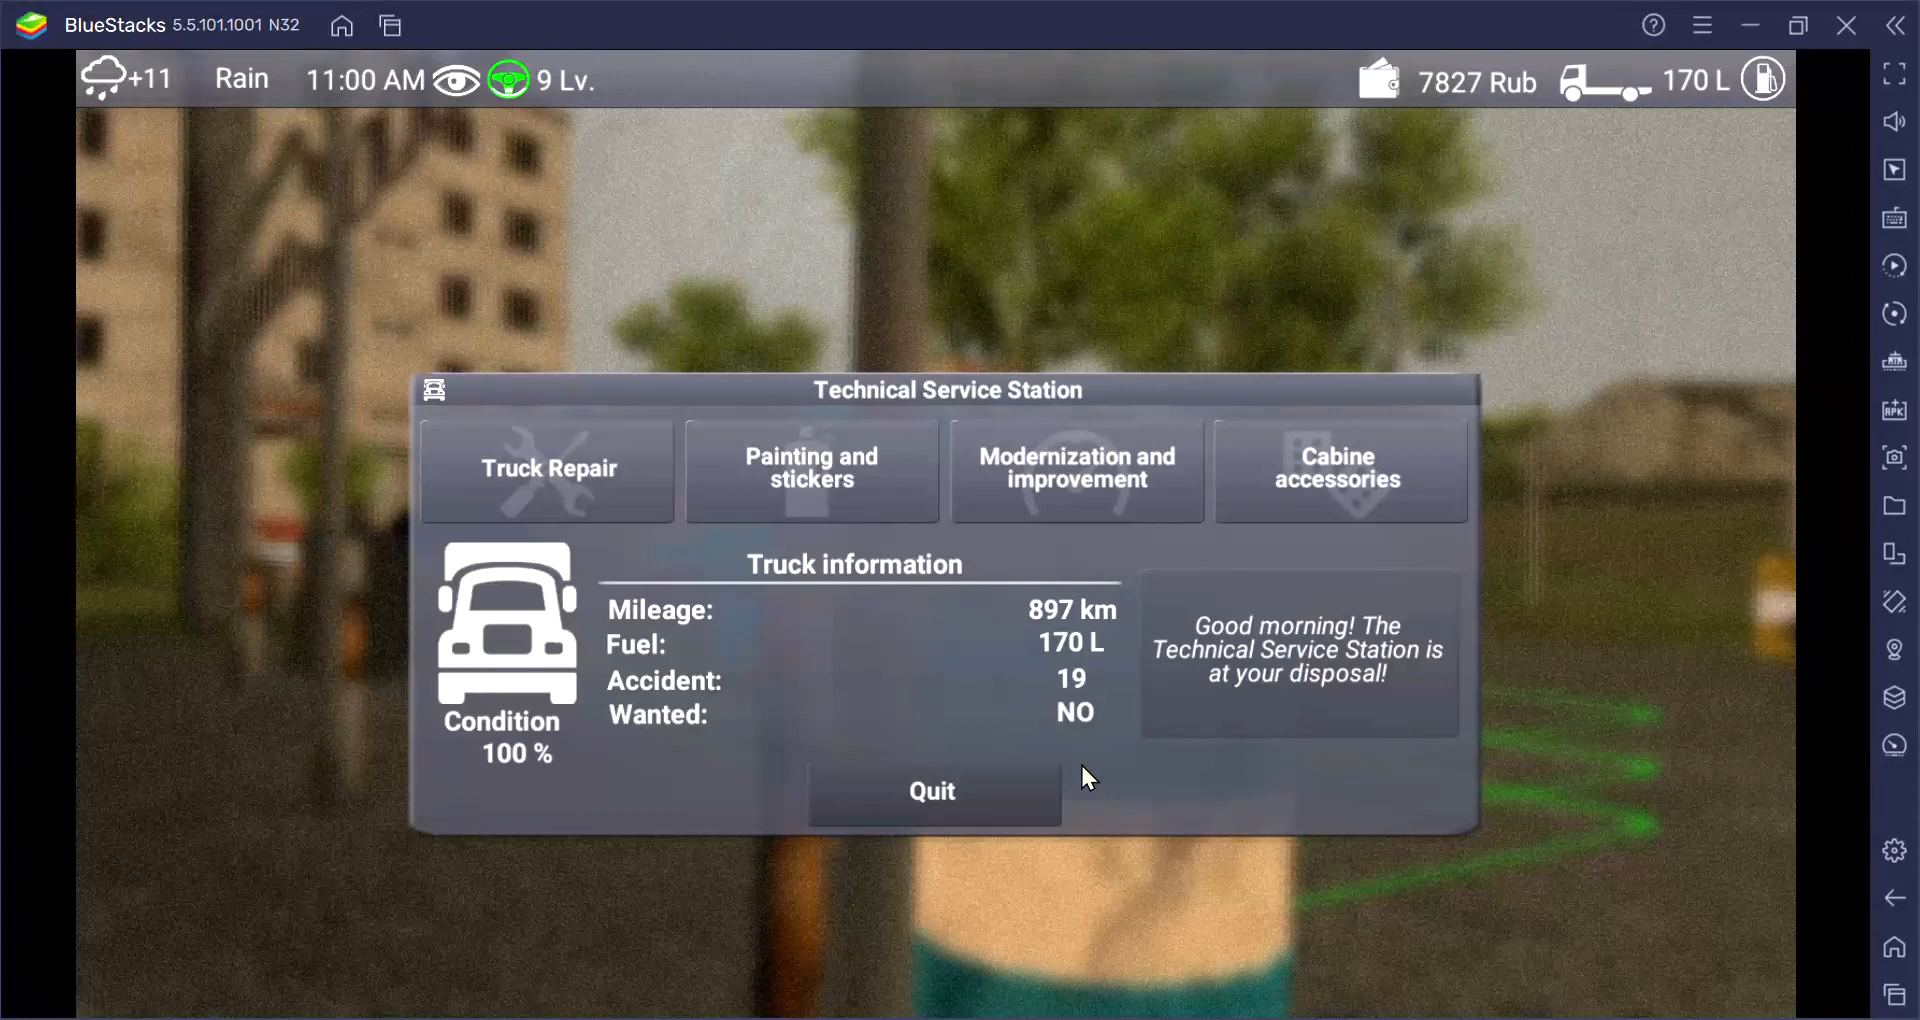 BlueStacks 5.5.101.1001 N32
+11 Rain 11:00 AM 9 Lv. 7827 Rub 170 L
Technical Service Station
Truck Repair
Painting and
stickers
Modernization and
improvement
Cabine
accessories
Truck information
Mileage: 897 km
Fuel: 170 L
Accident: 19
Wanted: NO
Condition
100 %
Good morning! The
Technical Service Station is
at your disposal!
Quit
APK